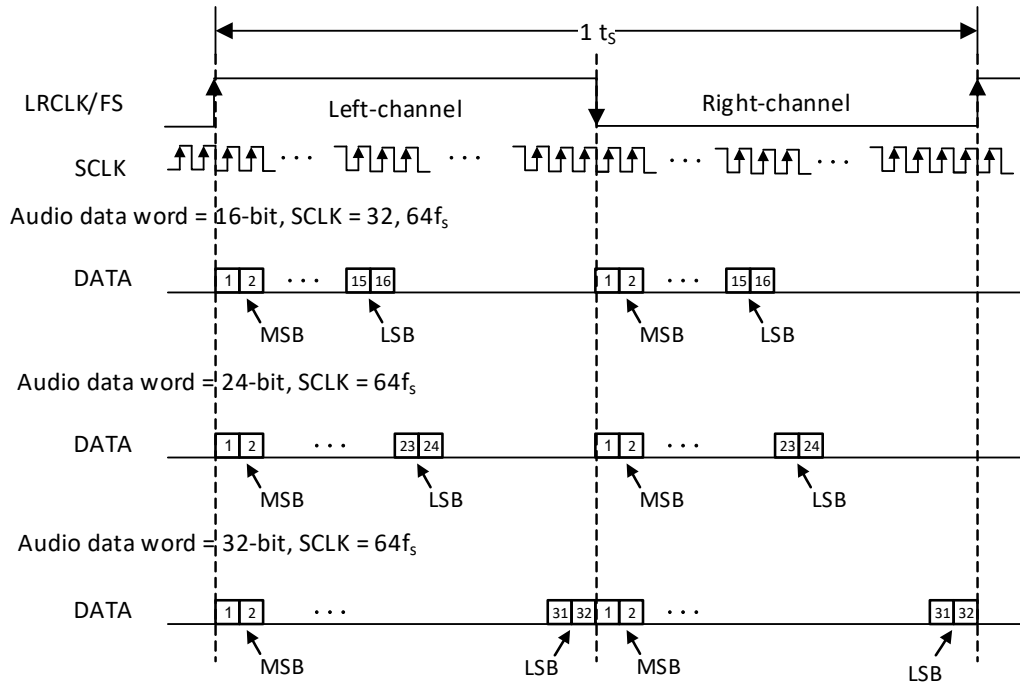 1 tS
LRCLK/FS
Left-channel
Right-channel
SCLK
Audio data word = 16-bit, SCLK = 32, 64fs
DATA
1 2 ... 15 16 1 2 ... 15 16
MSB LSB MSB LSB
Audio data word = 24-bit, SCLK = 64fs
DATA
1 2 ... 23 24 1 2 ... 23 24
MSB LSB MSB LSB
Audio data word = 32-bit, SCLK = 64fs
DATA
1 2 ... 31 32 1 2 ... 31 32
MSB LSB MSB LSB